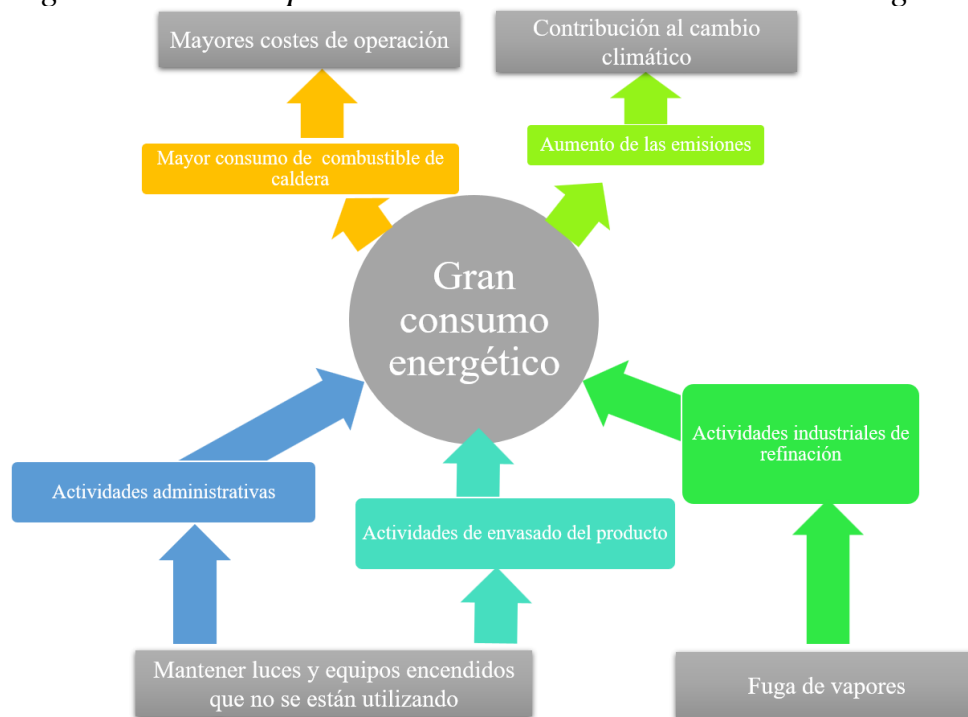 Mayores costes de operación
Contribución al cambio
climático
Mayor consumo de combustible de
caldera
Aumento de las emisiones
Gran
consumo
energético
Actividades industriales de
refinación
Actividades administrativas
Actividades de envasado del producto
Mantener luces y equipos encendidos
que no se están utilizando
Fuga de vapores